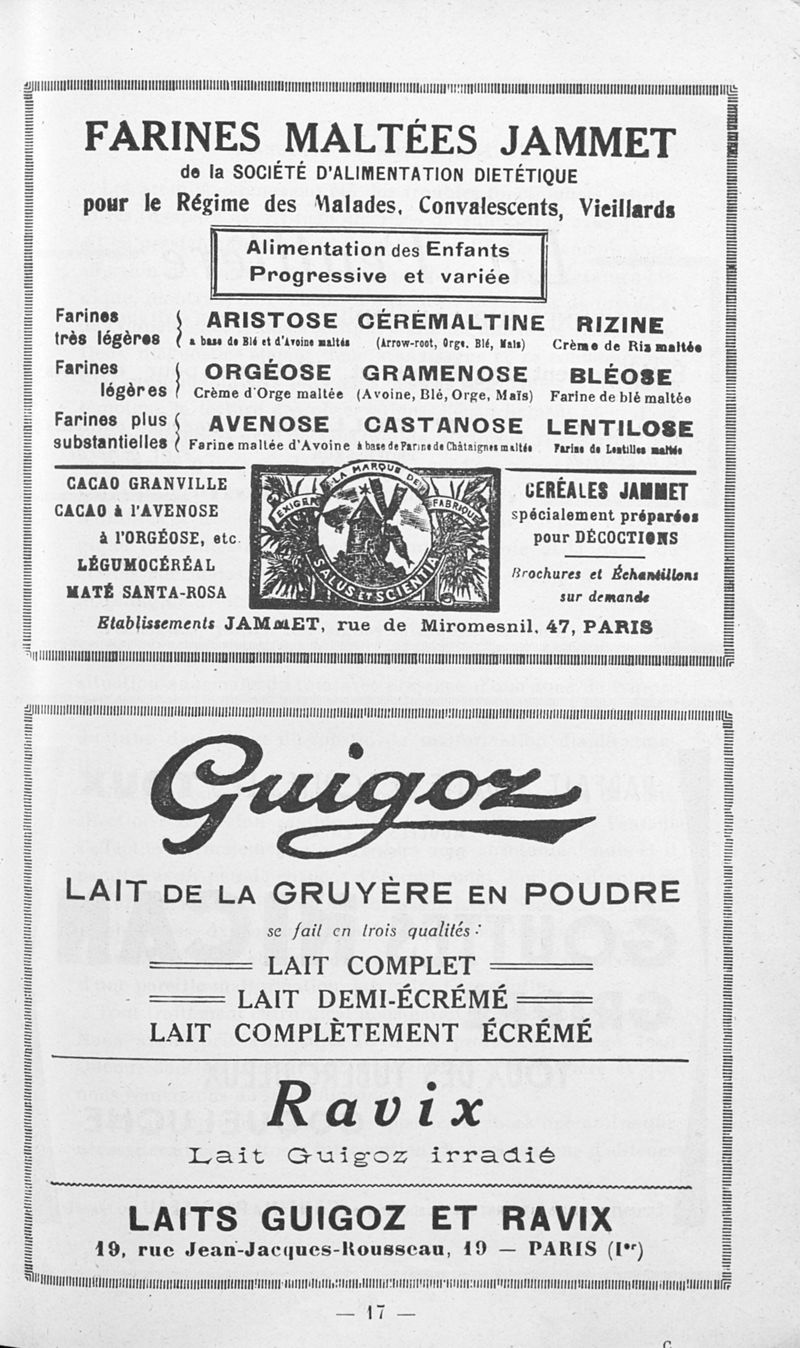 FARINES MALTÉES JAMMET
de la SOCIÉTÉ D'ALIMENTATION DIETÉTIQUE
pour le Régime des Malades, Convalescents, Vieillards
Alimentation des Enfants
Progressive et variée
Farines très légères { ARISTOSE CÉRÉMALTINE RIZINE
à base de Blé et d'Avoine maltés (Arrow-root, Orge, Blé, Maïs) Crème de Riz maltée
Farines légères { ORGÉOSE GRAMENOSE BLÉOSE
Crème d'Orge maltée (Avoine, Blé, Orge, Maïs) Farine de blé maltée
Farines plus substantielles { AVENOSE CASTANOSE LENTILOSE
Farine maltée d'Avoine à base de Farine de Châtaignes maltée Farine de Lentilles maltée
CACAO GRANVILLE
CACAO à l'AVENOSE
à l'ORGÉOSE, etc.
LÉGUMOCÉRÉAL
MATÉ SANTA-ROSA
EXIGER LA MARQUE DE FABRIQUE
SALUS ET SCIENTIA
CEREALES JAMMET
spécialement préparées
pour DÉCOCTIONS
Brochures et Échantillons
sur demande
Etablissements JAMMET, rue de Miromesnil, 47, PARIS
Guigoz
LAIT DE LA GRUYÈRE EN POUDRE
se fait en trois qualités :
LAIT COMPLET
LAIT DEMI-ÉCRÉMÉ
LAIT COMPLÈTEMENT ÉCRÉMÉ
Ravix
Lait Guigoz irradié
LAITS GUIGOZ ET RAVIX
19, rue Jean-Jacques-Rousseau, 19 — PARIS (Ier)
— 17 —
C